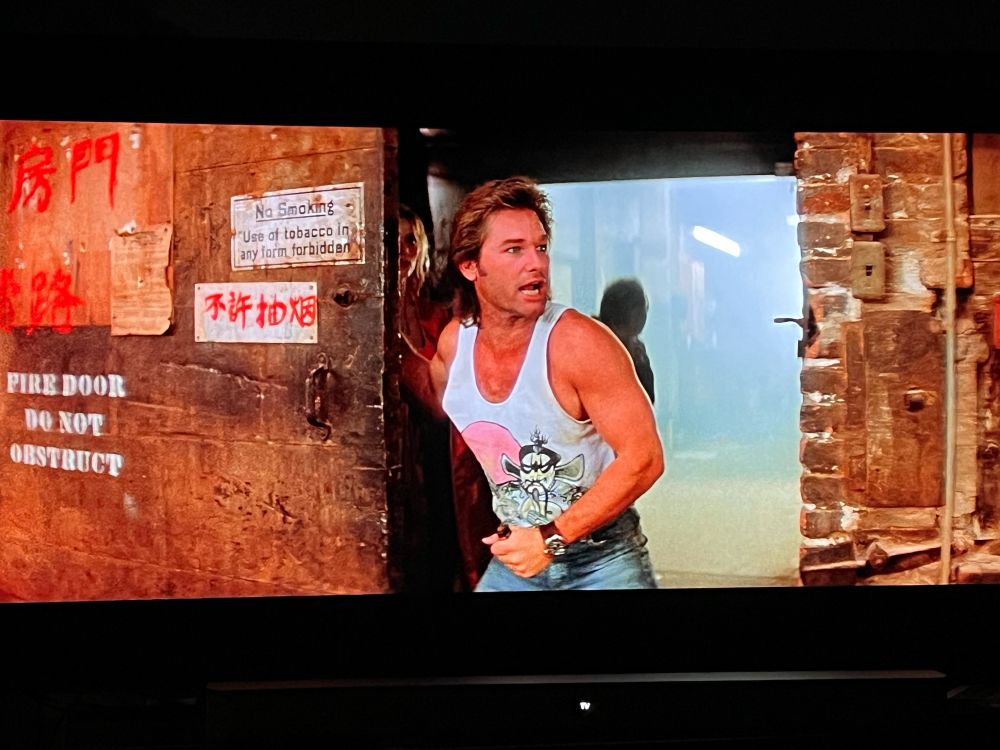 房門
路
No Smoking
Use of tobacco in
any form forbidden
不許抽烟
FIRE DOOR
DO NOT
OBSTRUCT
TV